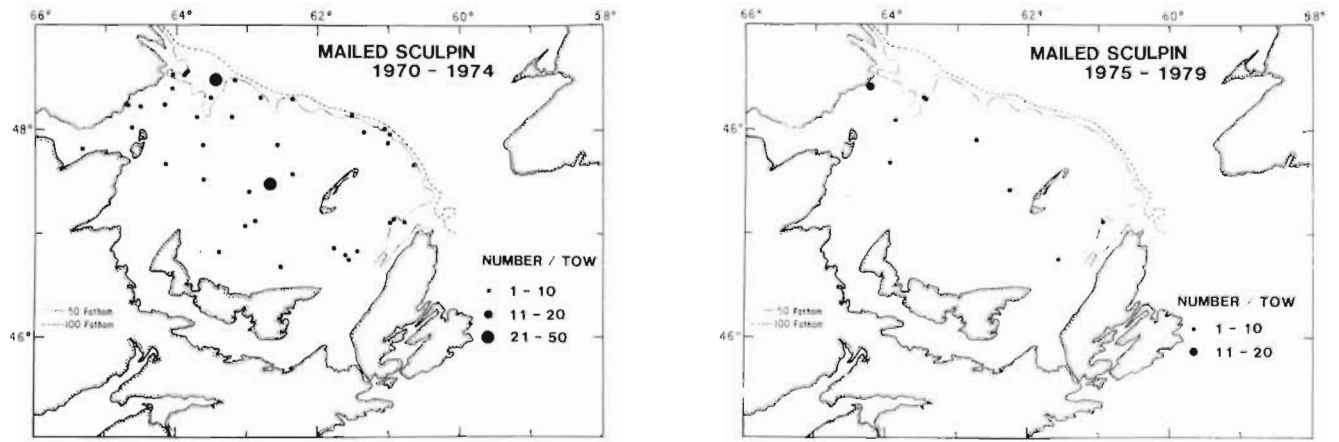 66° 64° 62° 60° 58°
MAILED SCULPIN
1970 - 1974
48°
NUMBER / TOW
1 - 10
11 - 20
21 - 50
50 Fathom
100 Fathom
46°
66° 64° 62° 60° 58°
MAILED SCULPIN
1975 - 1979
48°
NUMBER / TOW
1 - 10
11 - 20
50 Fathom
100 Fathom
46°